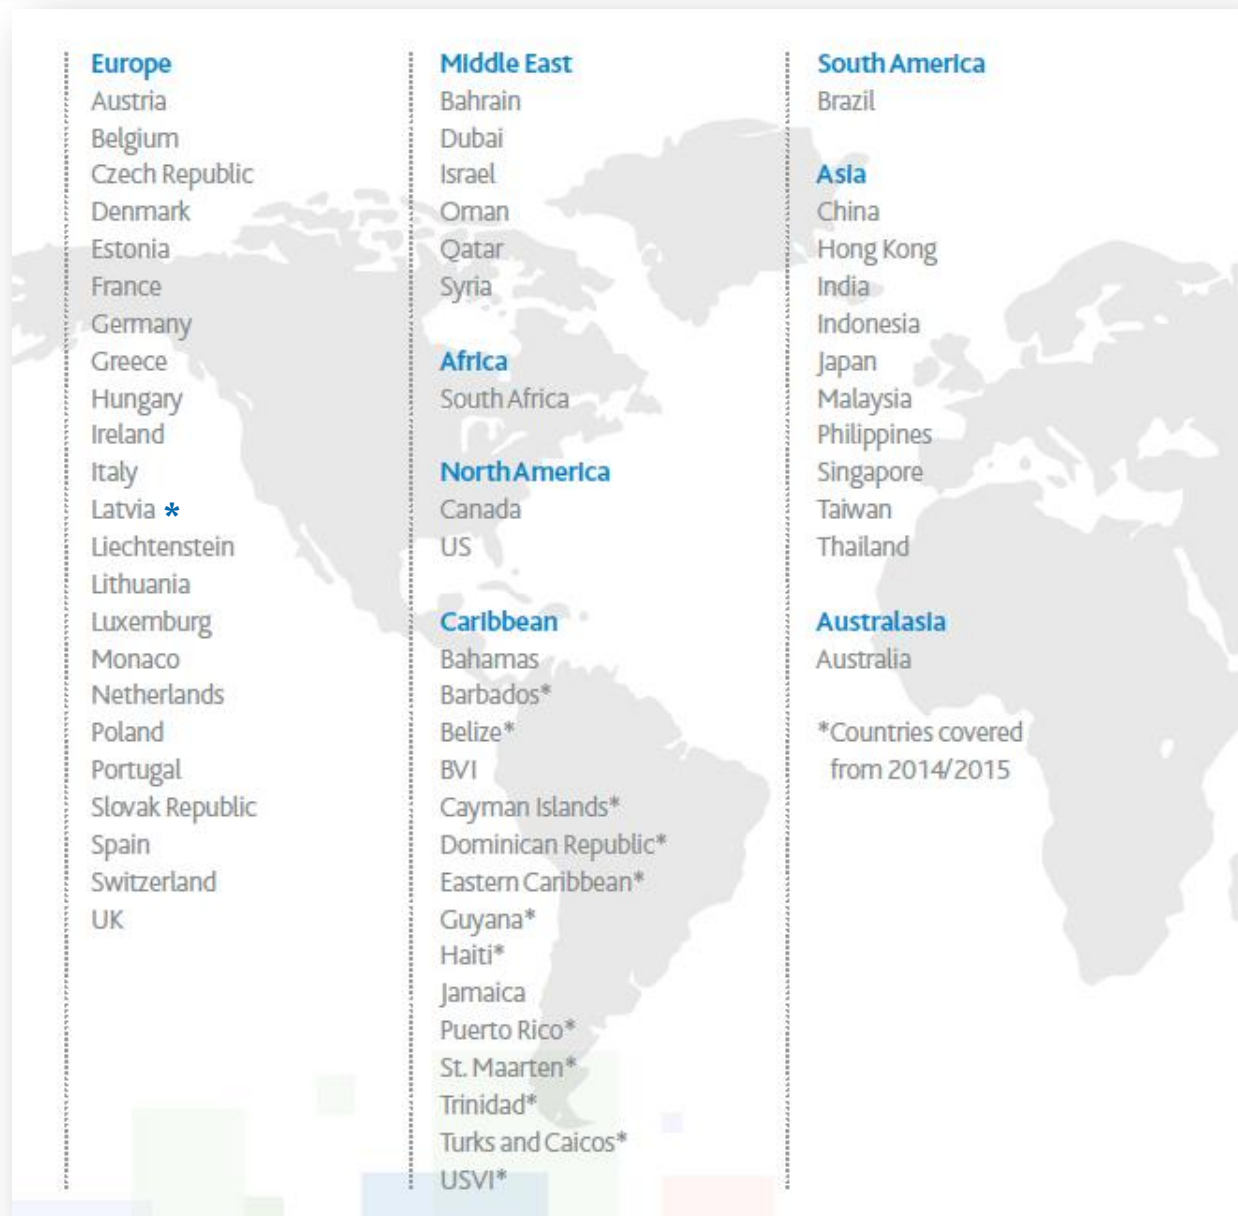 Europe
Austria
Belgium
Czech Republic
Denmark
Estonia
France
Germany
Greece
Hungary
Ireland
Italy
Latvia *
Liechtenstein
Lithuania
Luxemburg
Monaco
Netherlands
Poland
Portugal
Slovak Republic
Spain
Switzerland
UK
Middle East
Bahrain
Dubai
Israel
Oman
Qatar
Syria
Africa
South Africa
North America
Canada
US
Caribbean
Bahamas
Barbados*
Belize*
BVI
Cayman Islands*
Dominican Republic*
Eastern Caribbean*
Guyana*
Haiti*
Jamaica
Puerto Rico*
St. Maarten*
Trinidad*
Turks and Caicos*
USVI*
South America
Brazil
Asia
China
Hong Kong
India
Indonesia
Japan
Malaysia
Philippines
Singapore
Taiwan
Thailand
Australasia
Australia
*Countries covered
from 2014/2015